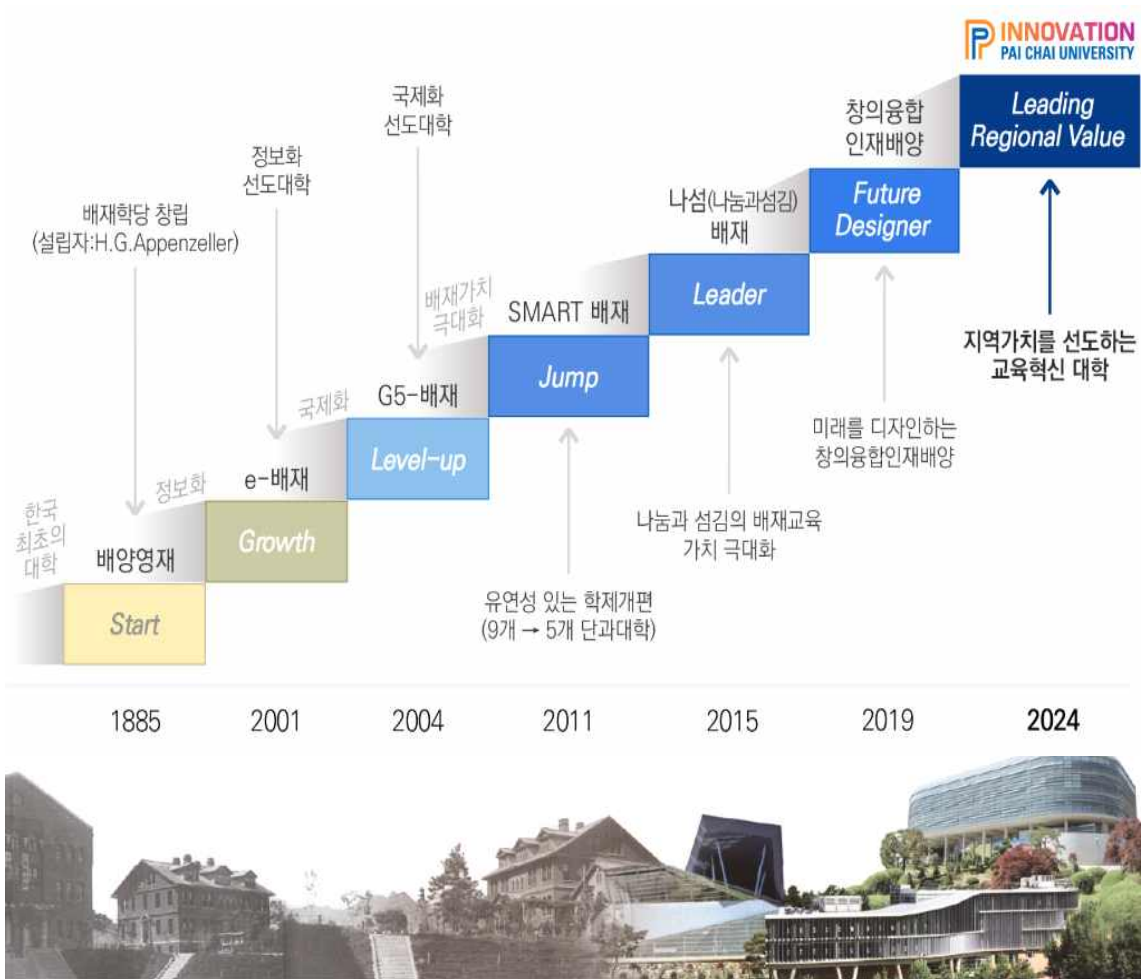 INNOVATION
PAI CHAI UNIVERSITY
Leading
Regional Value
지역가치를 선도하는
교육혁신 대학
창의융합
인재배양
Future
Designer
미래를 디자인하는
창의융합인재배양
나섬(나눔과섬김)
배재
Leader
나눔과 섬김의 배재교육
가치 극대화
배재가치
극대화
SMART 배재
Jump
유연성 있는 학제개편
(9개 → 5개 단과대학)
국제화
선도대학
국제화
G5-배재
Level-up
정보화
선도대학
정보화
e-배재
Growth
배재학당 창립
(설립자:H.G.Appenzeller)
한국
최초의
대학
배양영재
Start
1885
2001
2004
2011
2015
2019
2024